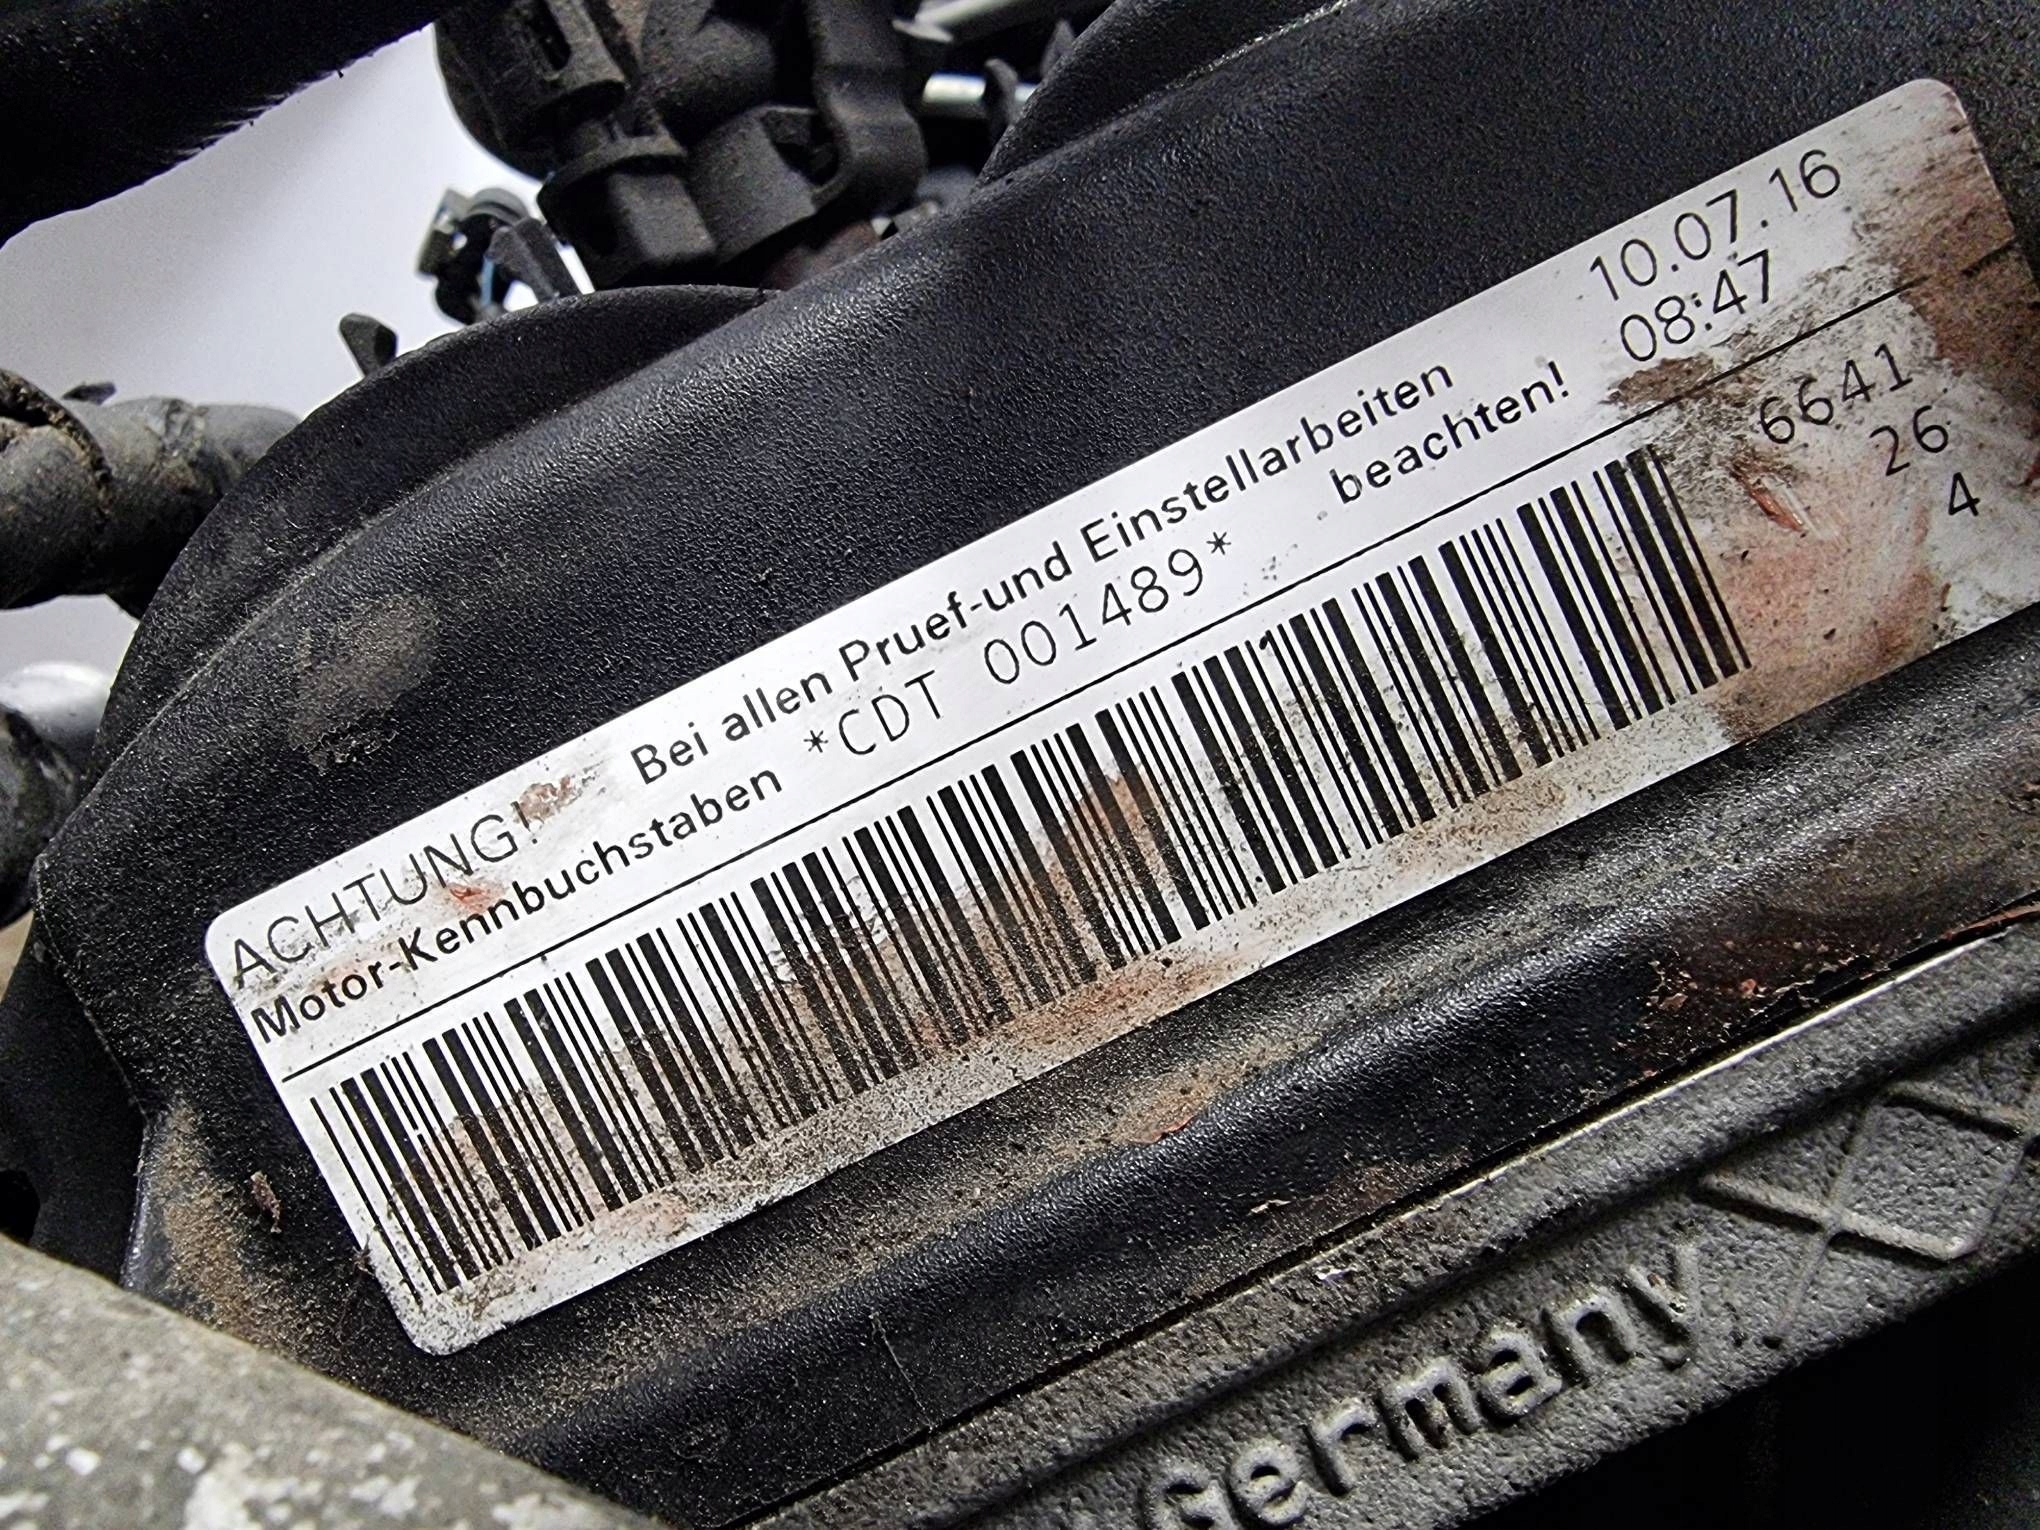 ACHTUNG! Bei allen Pruef-und Einstellarbeiten 10.07.16
Motor-Kennbuchstaben *CDT 001489* beachten! 08:47
6641
26
4
Germany